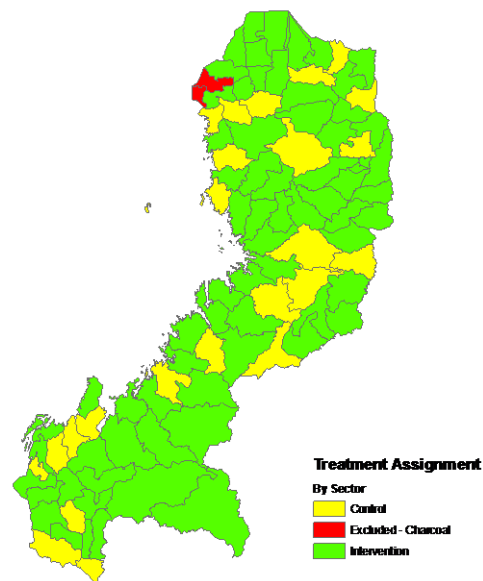 Treatment Assignment
By Sector
Control
Excluded - Charcoal
Intervention